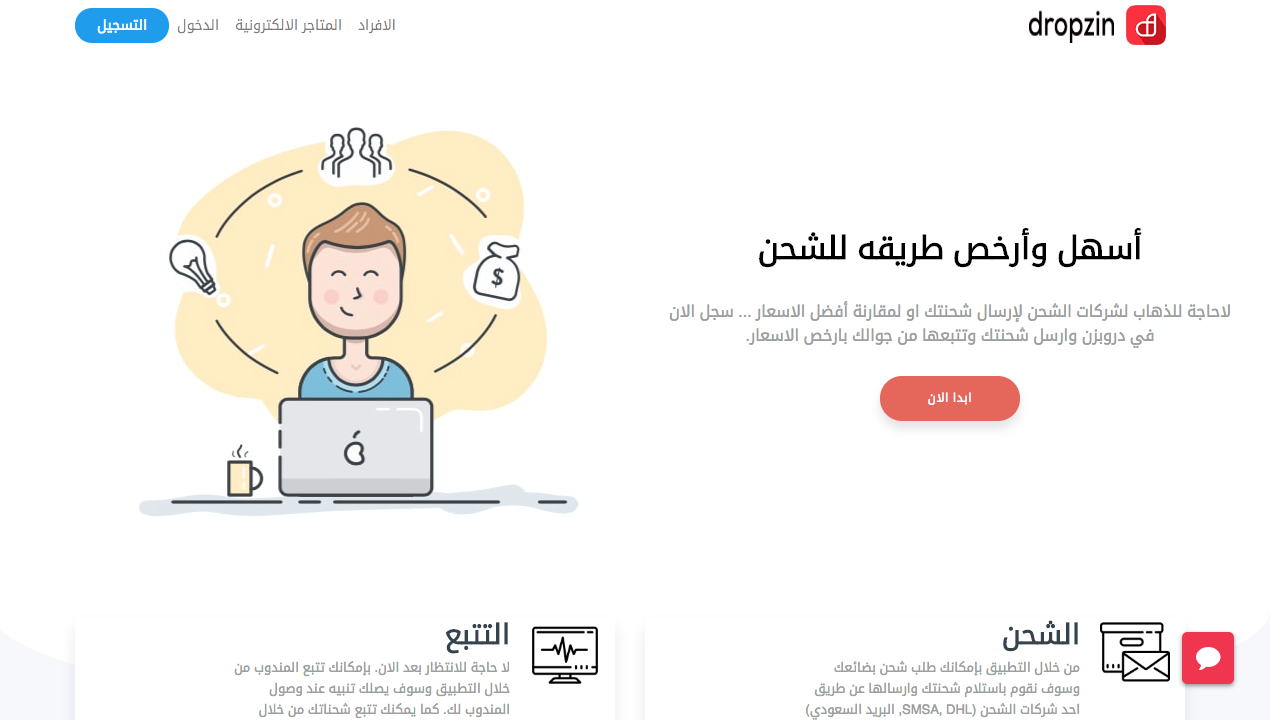 dropzin
الافراد
المتاجر الالكترونية
الدخول
التسجيل
أسهل وأرخص طريقه للشحن
لاحاجة للذهاب لشركات الشحن لإرسال شحنتك او لمقارنة أفضل الاسعار ... سجل الان
في دروبزن وارسل شحنتك وتتبعها من جوالك بارخص الاسعار.
ابدا الان
$
الشحن
من خلال التطبيق بإمكانك طلب شحن بضائعك
وسوف نقوم باستلام شحنتك وارسالها عن طريق
احد شركات الشحن (SMSA, DHL, البريد السعودي)
التتبع
لا حاجة للانتظار بعد الان. بإمكانك تتبع المندوب من
خلال التطبيق وسوف يصلك تنبيه عند وصول
المندوب لك. كما يمكنك تتبع شحناتك من خلال